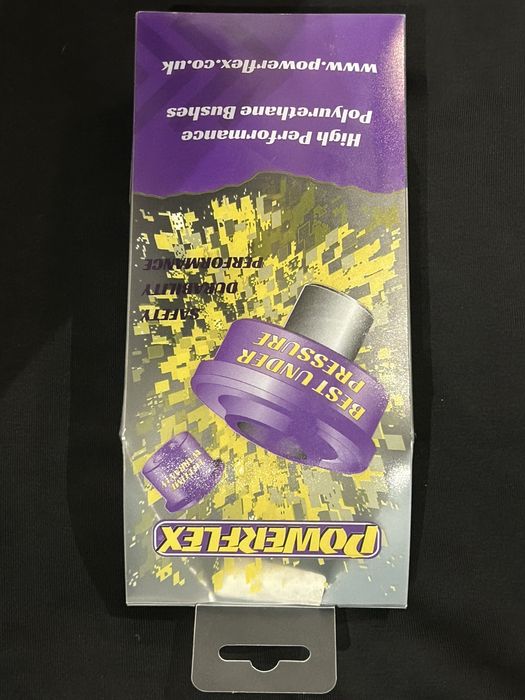 POWERFLEX
BEST UNDER
PRESSURE
SAFETY
DURABILITY
PERFORMANCE
High Performance
Polyurethane Bushes
www.powerflex.co.uk